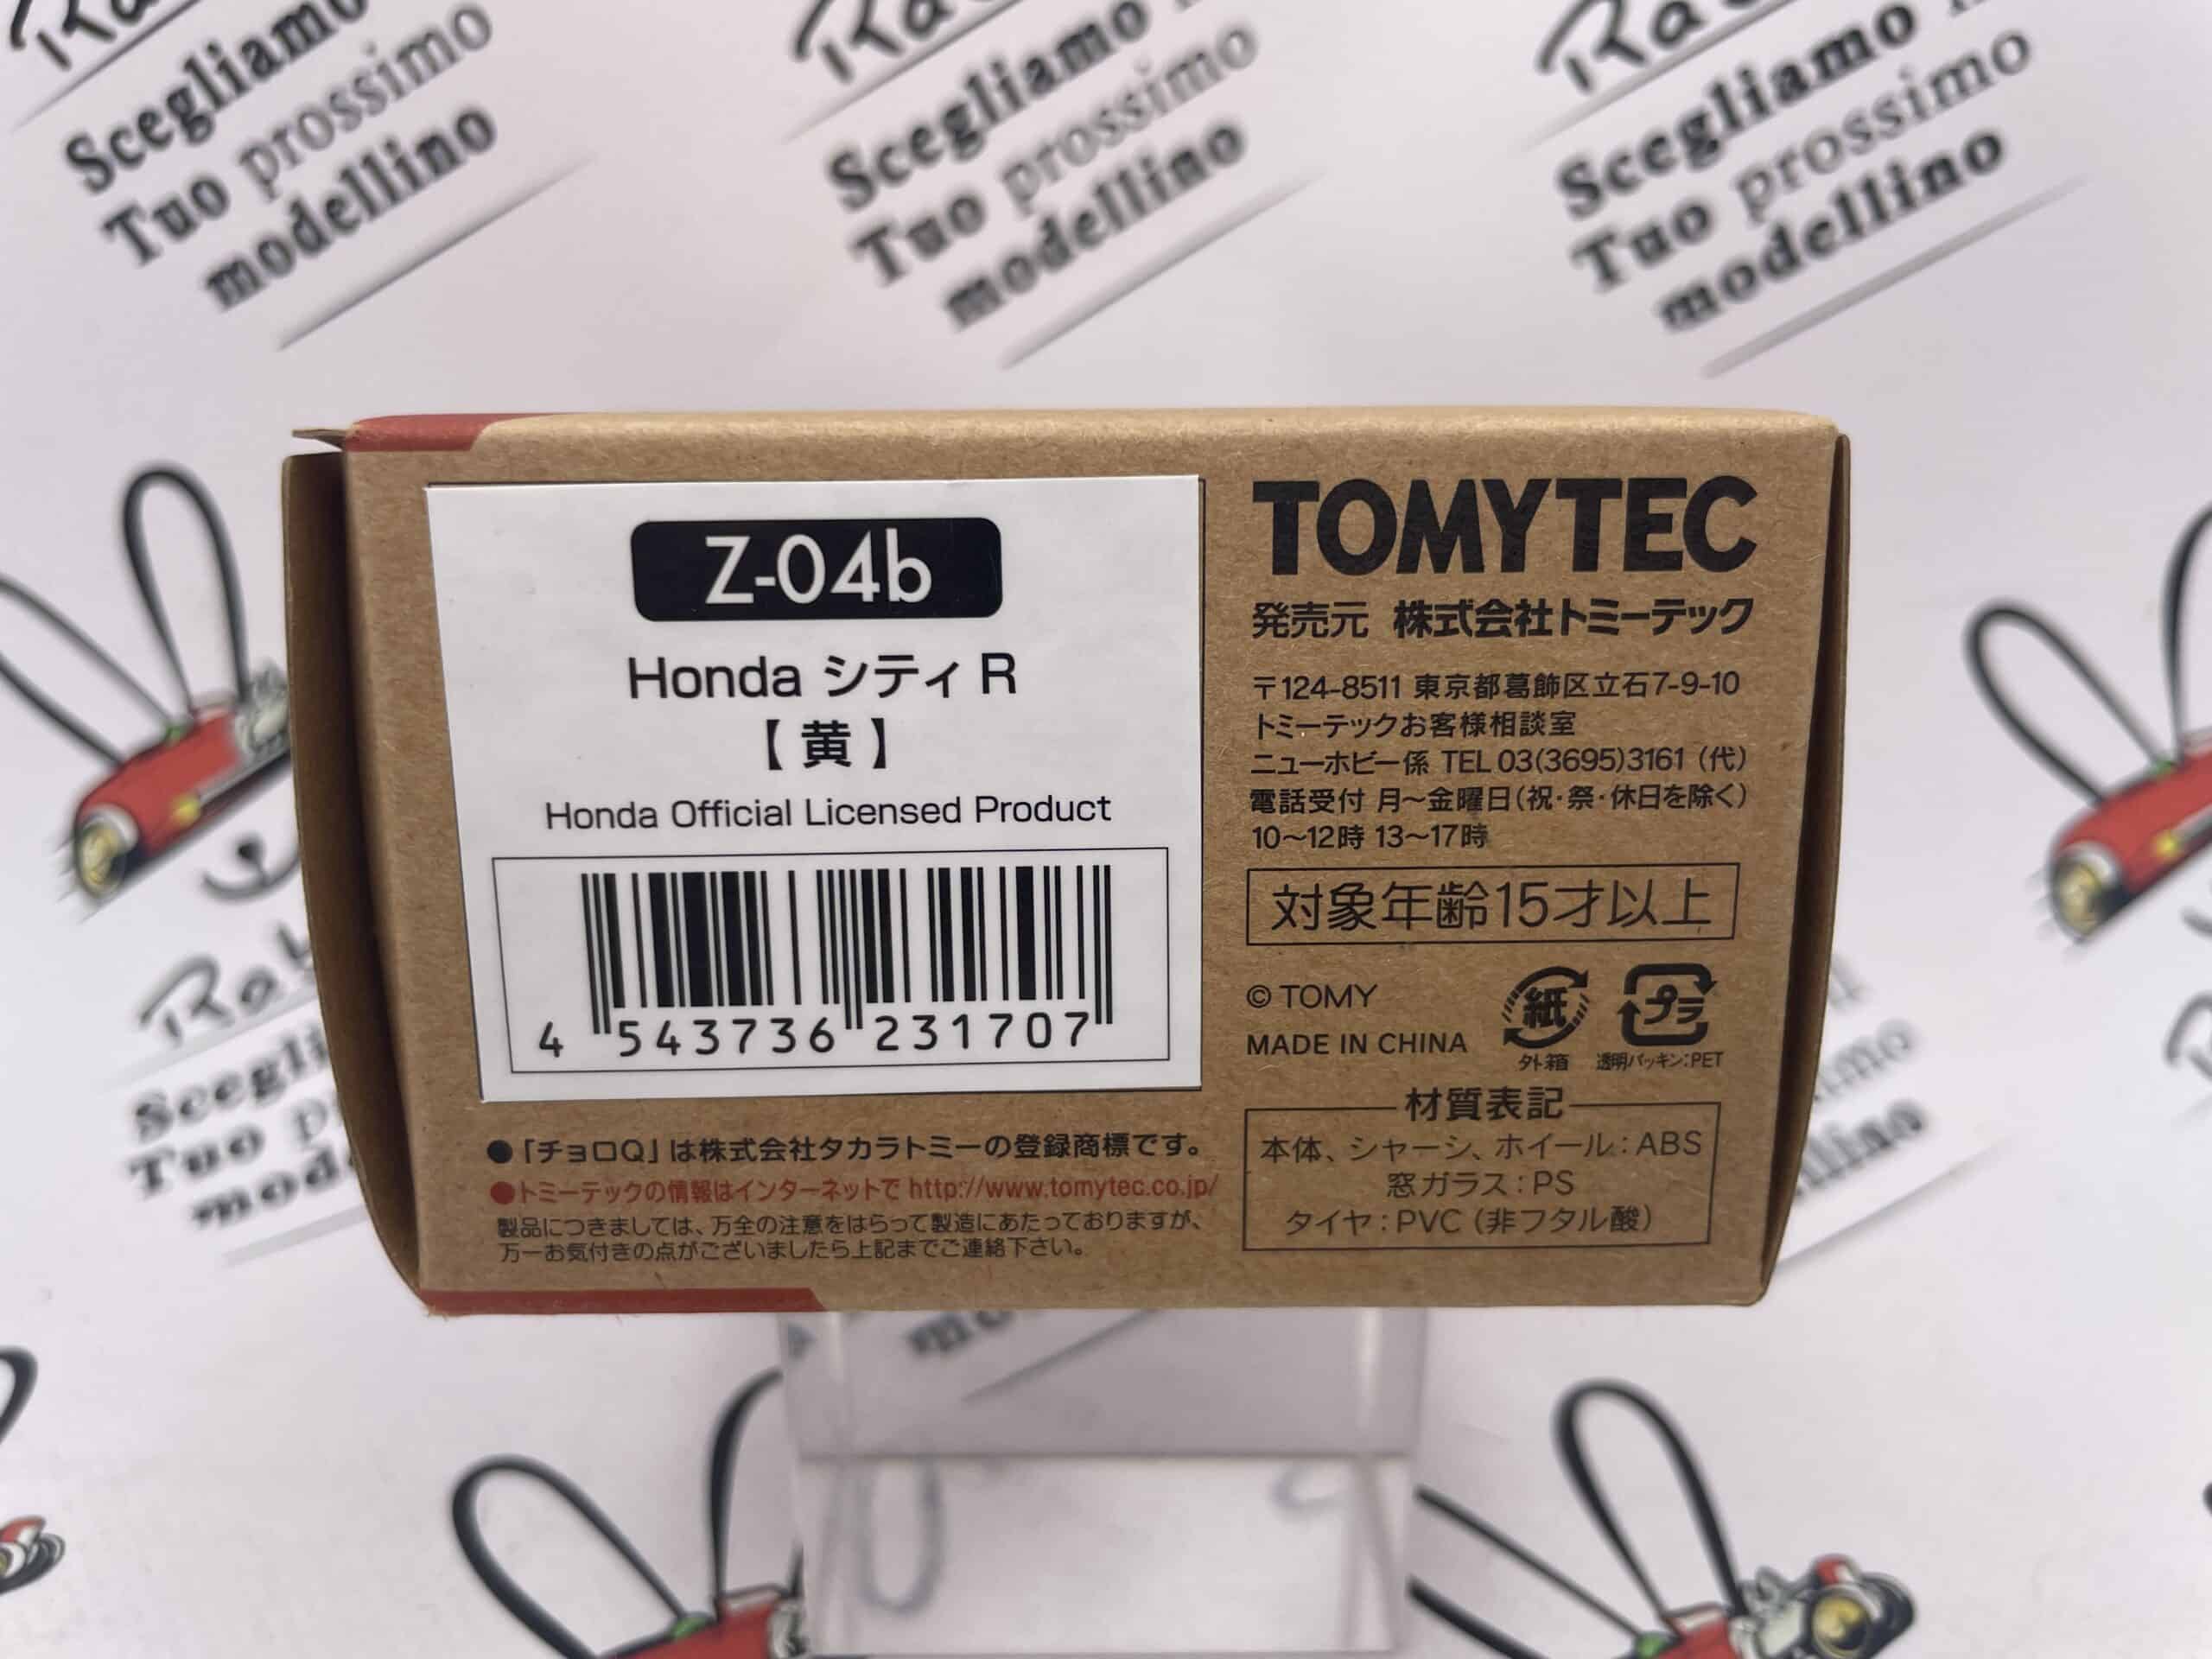 Scegliamo
Tuo prossimo
modellino
Scegliamo
Tuo prossimo
modellino
Scegliamo
Tuo prossimo
modellino
Z-04b
Honda シティ R
【 黄 】
Honda Official Licensed Product
4 543736 231707
●「チョロQ」は株式会社タカラトミーの登録商標です。
●トミーテックの情報はインターネットで http://www.tomytec.co.jp/
製品につきましては、万全の注意をはらって製造にあたっておりますが、
万一お気付きの点がございましたら上記までご連絡下さい。
TOMYTEC
発売元 株式会社トミーテック
〒124-8511 東京都葛飾区立石7-9-10
トミーテックお客様相談室
ニューホビー係 TEL 03(3695)3161 (代)
電話受付 月～金曜日(祝・祭・休日を除く)
10～12時 13～17時
対象年齢15才以上
© TOMY
MADE IN CHINA
紙
外箱
プラ
透明パッキン:PET
材質表記
本体、シャーシ、ホイール:ABS
窓ガラス:PS
タイヤ:PVC (非フタル酸)